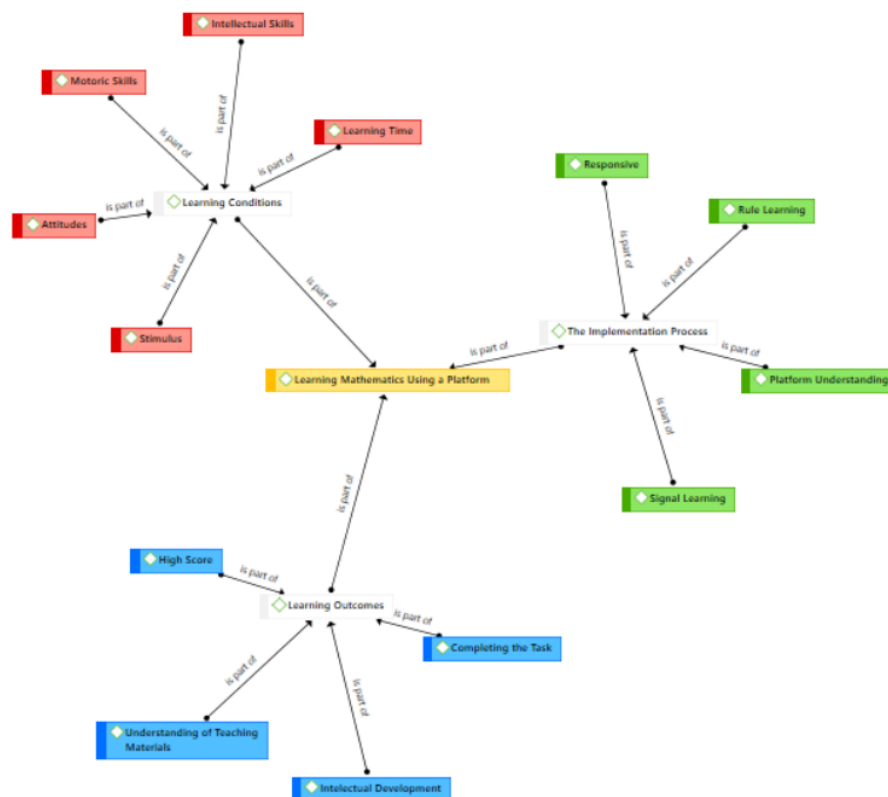 Intellectual Skills
Motoric Skills
is part of
is part of
Learning Time
is part of
Responsive
is part of
Learning Conditions
Rule Learning
Attitudes
is part of
is part of
is part of
Stimulus
is part of
The Implementation Process
is part of
is part of
Learning Mathematics Using a Platform
Platform Understanding
is part of
is part of
Signal Learning
High Score
is part of
Learning Outcomes
is part of
Completing the Task
is part of
is part of
Understanding of Teaching
Materials
Intelectual Development